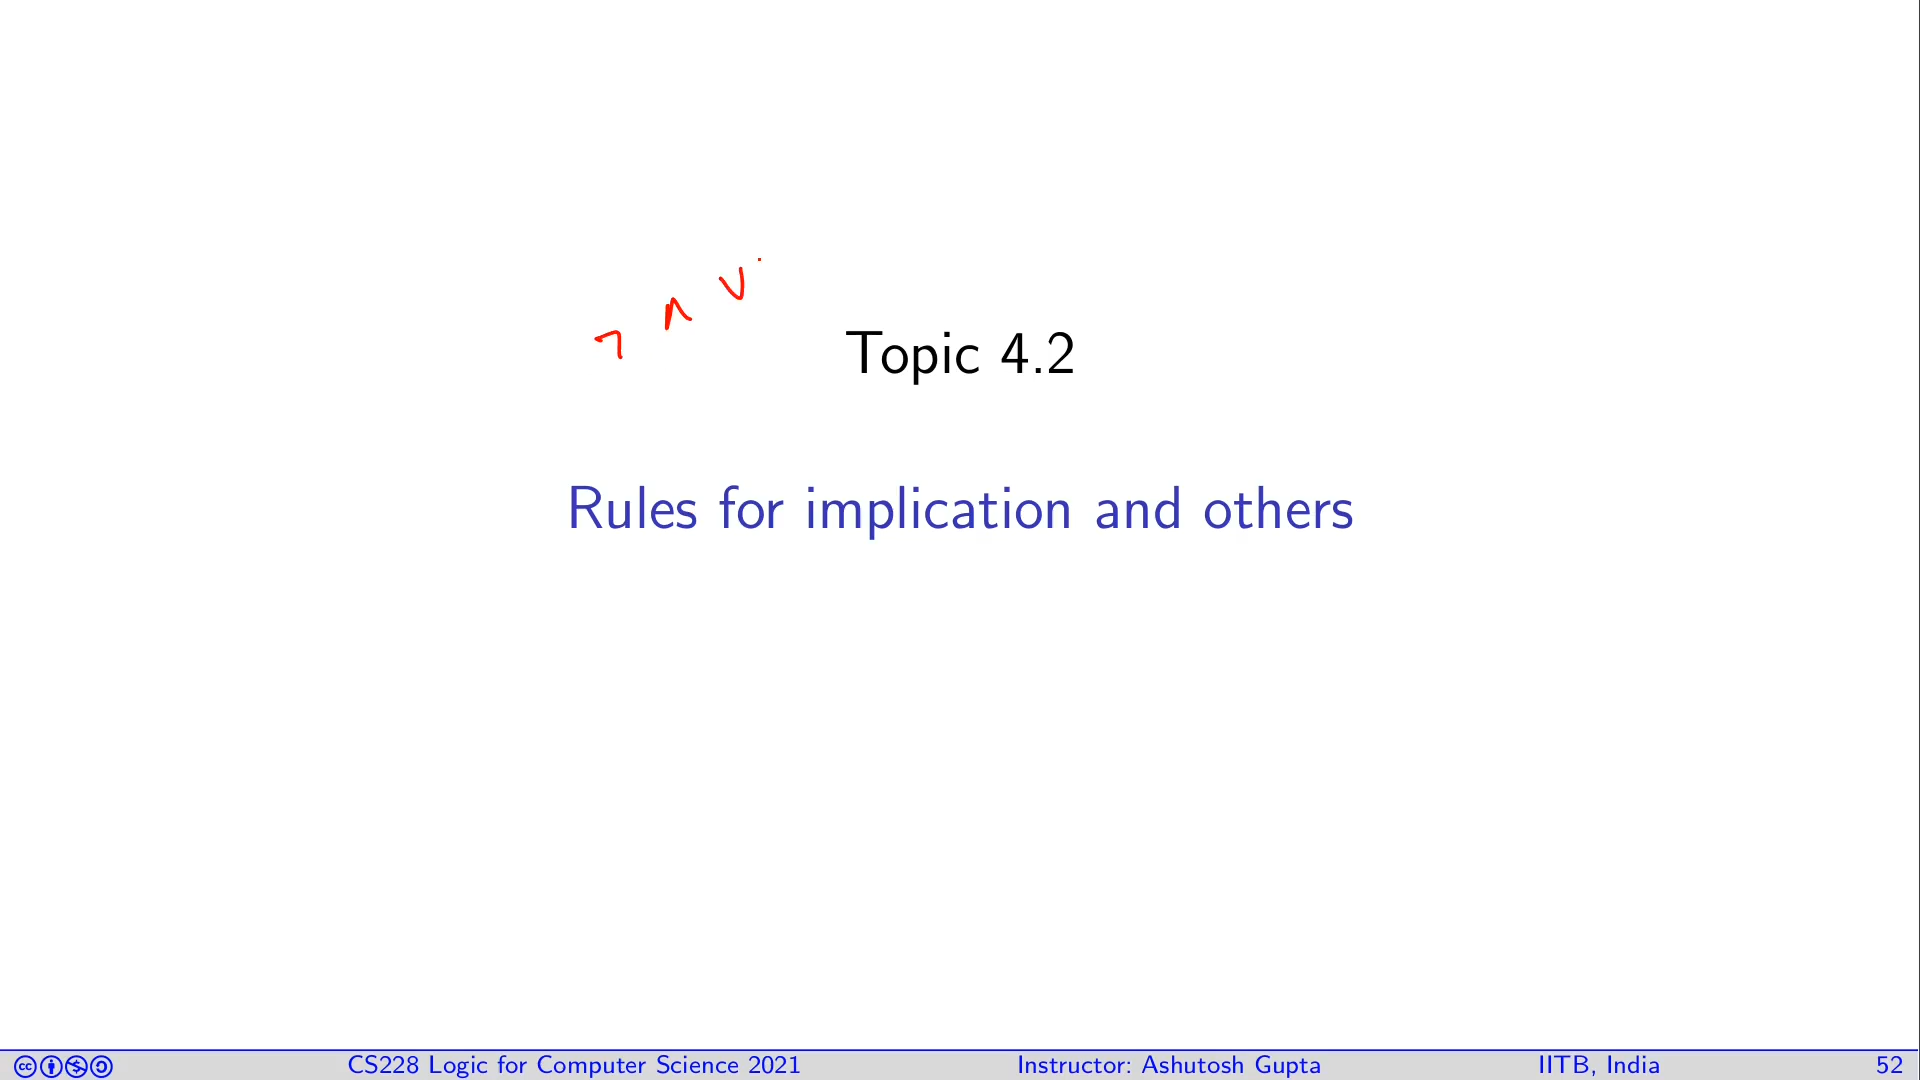 ¬ ∧ ∨
Topic 4.2
Rules for implication and others
CS228 Logic for Computer Science 2021 Instructor: Ashutosh Gupta IITB, India 52